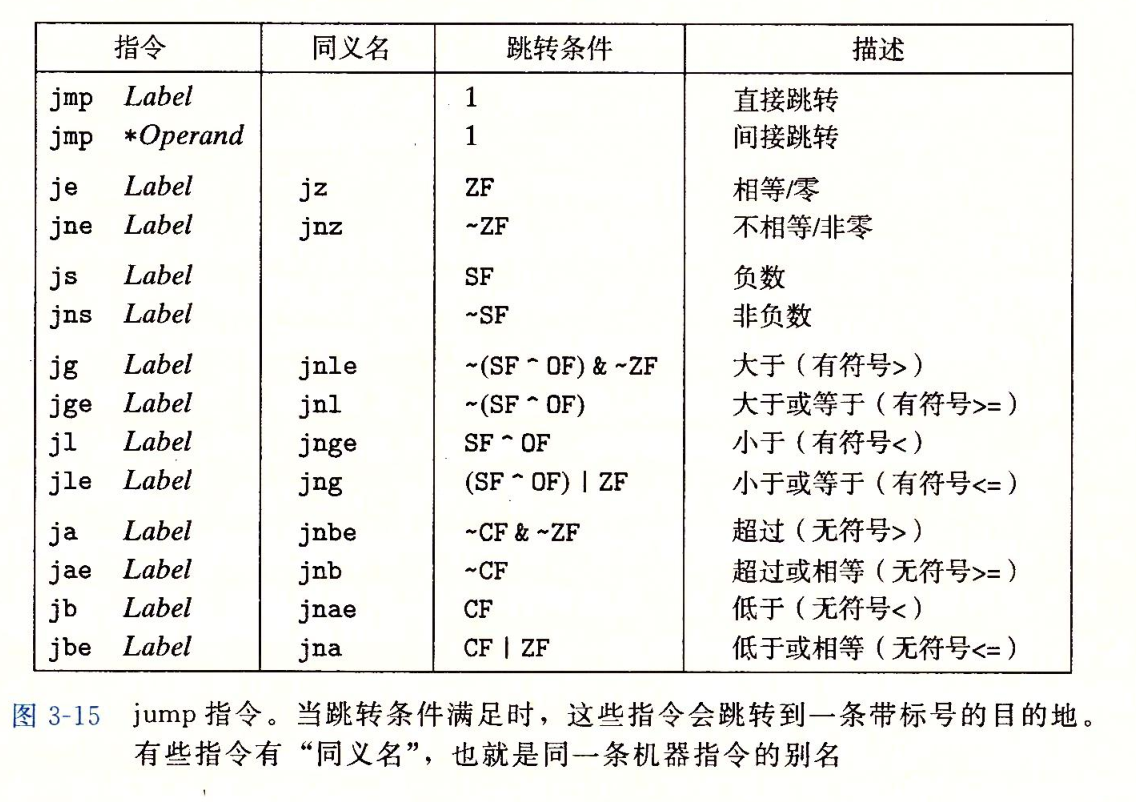 指令 同义名 跳转条件 描述
jmp Label 1 直接跳转
jmp *Operand 1 间接跳转
je Label jz ZF 相等/零
jne Label jnz ~ZF 不相等/非零
js Label SF 负数
jns Label ~SF 非负数
jg Label jnle ~(SF ^ OF) & ~ZF 大于（有符号>）
jge Label jnl ~(SF ^ OF) 大于或等于（有符号>=）
jl Label jnge SF ^ OF 小于（有符号<）
jle Label jng (SF ^ OF) | ZF 小于或等于（有符号<=）
ja Label jnbe ~CF & ~ZF 超过（无符号>）
jae Label jnb ~CF 超过或相等（无符号>=）
jb Label jnae CF 低于（无符号<）
jbe Label jna CF | ZF 低于或相等（无符号<=）
图 3-15 jump 指令。当跳转条件满足时，这些指令会跳转到一条带标号的目的地。
有些指令有“同义名”，也就是同一条机器指令的别名